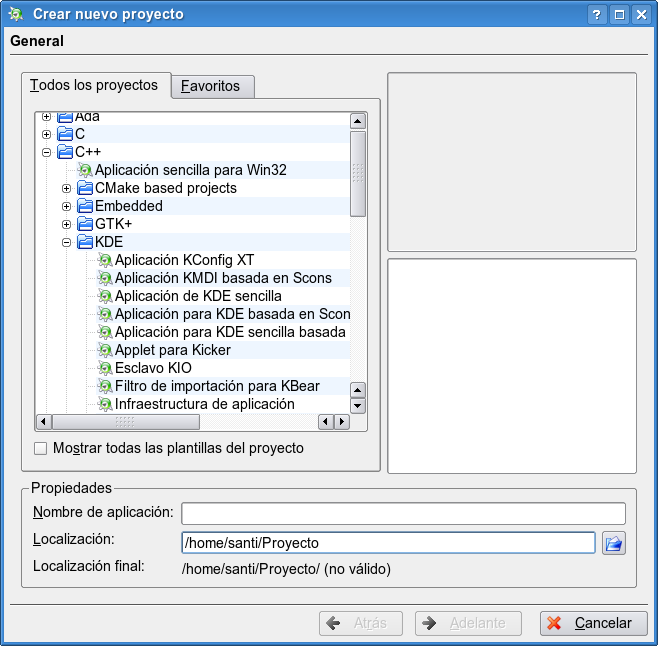 Crear nuevo proyecto
General
Todos los proyectos
Favoritos
Ada
C
C++
Aplicación sencilla para Win32
CMake based projects
Embedded
GTK+
KDE
Aplicación KConfig XT
Aplicación KMDI basada en Scons
Aplicación de KDE sencilla
Aplicación para KDE basada en Scon
Aplicación para KDE sencilla basada
Applet para Kicker
Esclavo KIO
Filtro de importación para KBear
Infraestructura de aplicación
Mostrar todas las plantillas del proyecto
Propiedades
Nombre de aplicación:
Localización: /home/santi/Proyecto
Localización final: /home/santi/Proyecto/ (no válido)
Atrás
Adelante
Cancelar